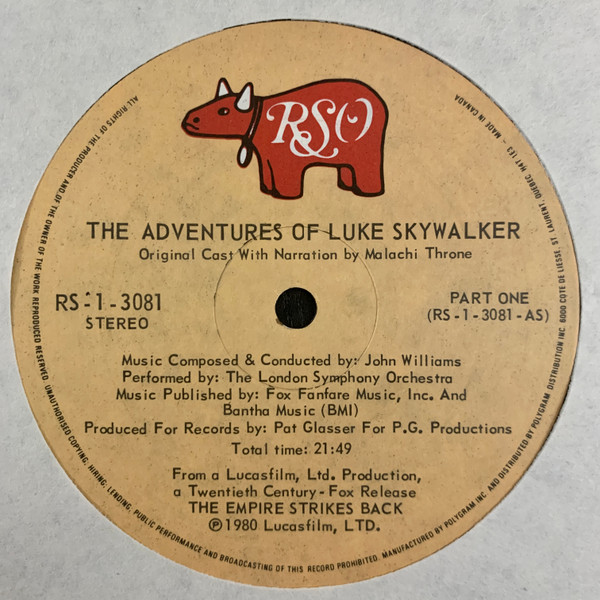 RSO
THE ADVENTURES OF LUKE SKYWALKER
Original Cast With Narration by Malachi Throne
RS-1-3081
STEREO
PART ONE
(RS-1-3081-AS)
Music Composed & Conducted by: John Williams
Performed by: The London Symphony Orchestra
Music Published by: Fox Fanfare Music, Inc. And
Bantha Music (BMI)
Produced For Records by: Pat Glasser For P.G. Productions
Total time: 21:49
From a Lucasfilm, Ltd. Production,
a Twentieth Century-Fox Release
THE EMPIRE STRIKES BACK
℗1980 Lucasfilm, LTD.
ALL RIGHTS OF THE PRODUCER AND OF THE OWNER OF THE WORK REPRODUCED RESERVED. UNAUTHORISED COPYING, HIRING, LENDING, PUBLIC PERFORMANCE AND BROADCASTING OF THIS RECORD PROHIBITED. MANUFACTURED BY POLYGRAM INC. AND DISTRIBUTED BY POLYGRAM DISTRIBUTION INC. 6000 COTE DE LIESSE, ST. LAURENT, QUEBEC H4T 1E3 - MADE IN CANADA